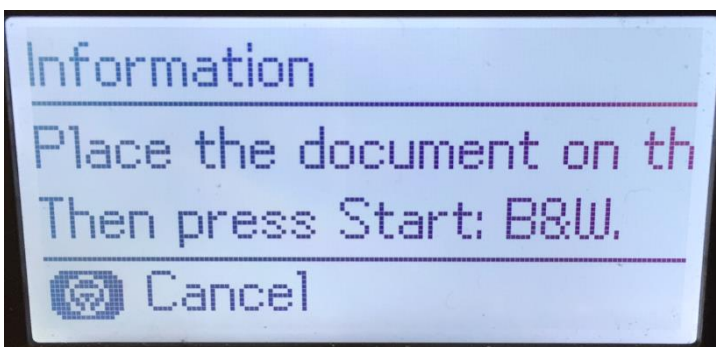 Information
Place the document on th
Then press Start: B&W.
Cancel